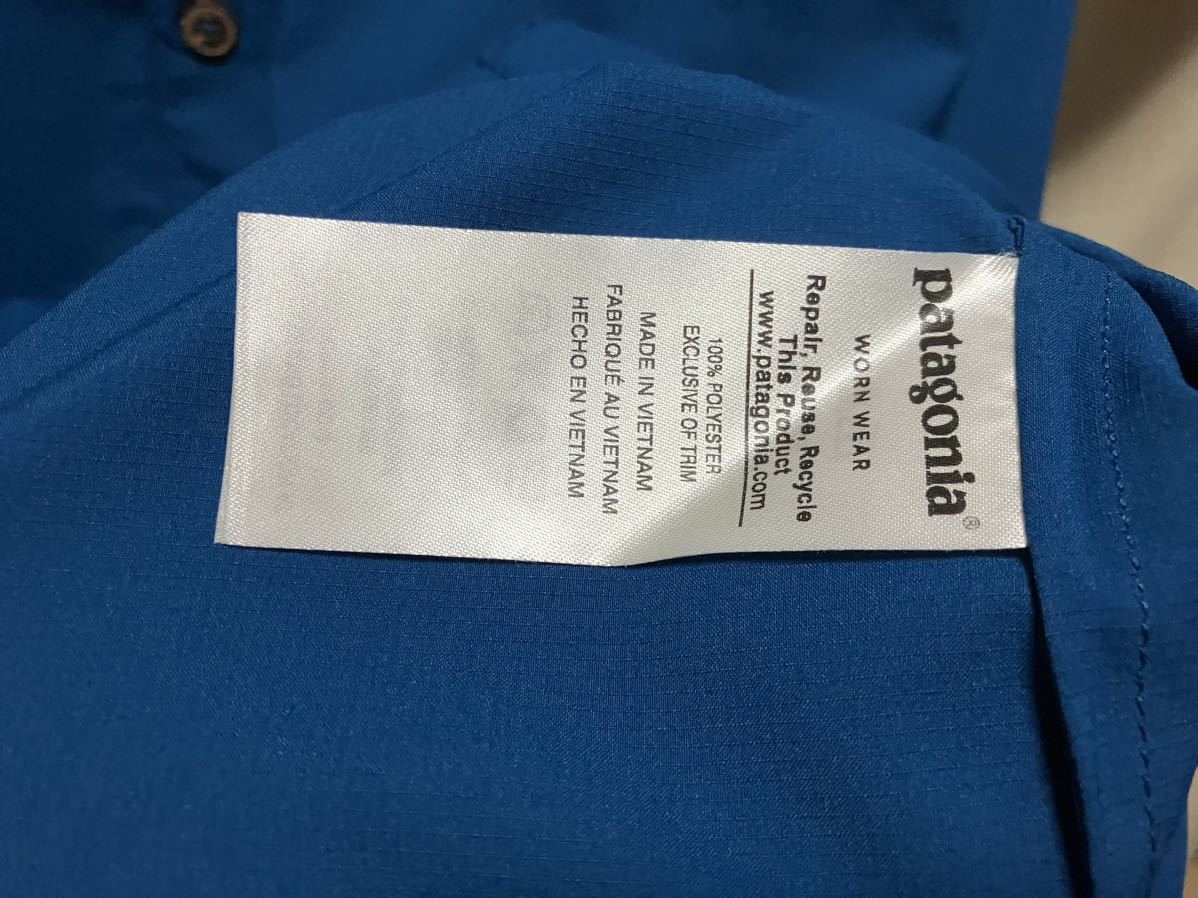 patagonia®
WORN WEAR
Repair, Reuse, Recycle
This Product
www.patagonia.com
100% POLYESTER
EXCLUSIVE OF TRIM
MADE IN VIETNAM
FABRIQUÉ AU VIETNAM
HECHO EN VIETNAM